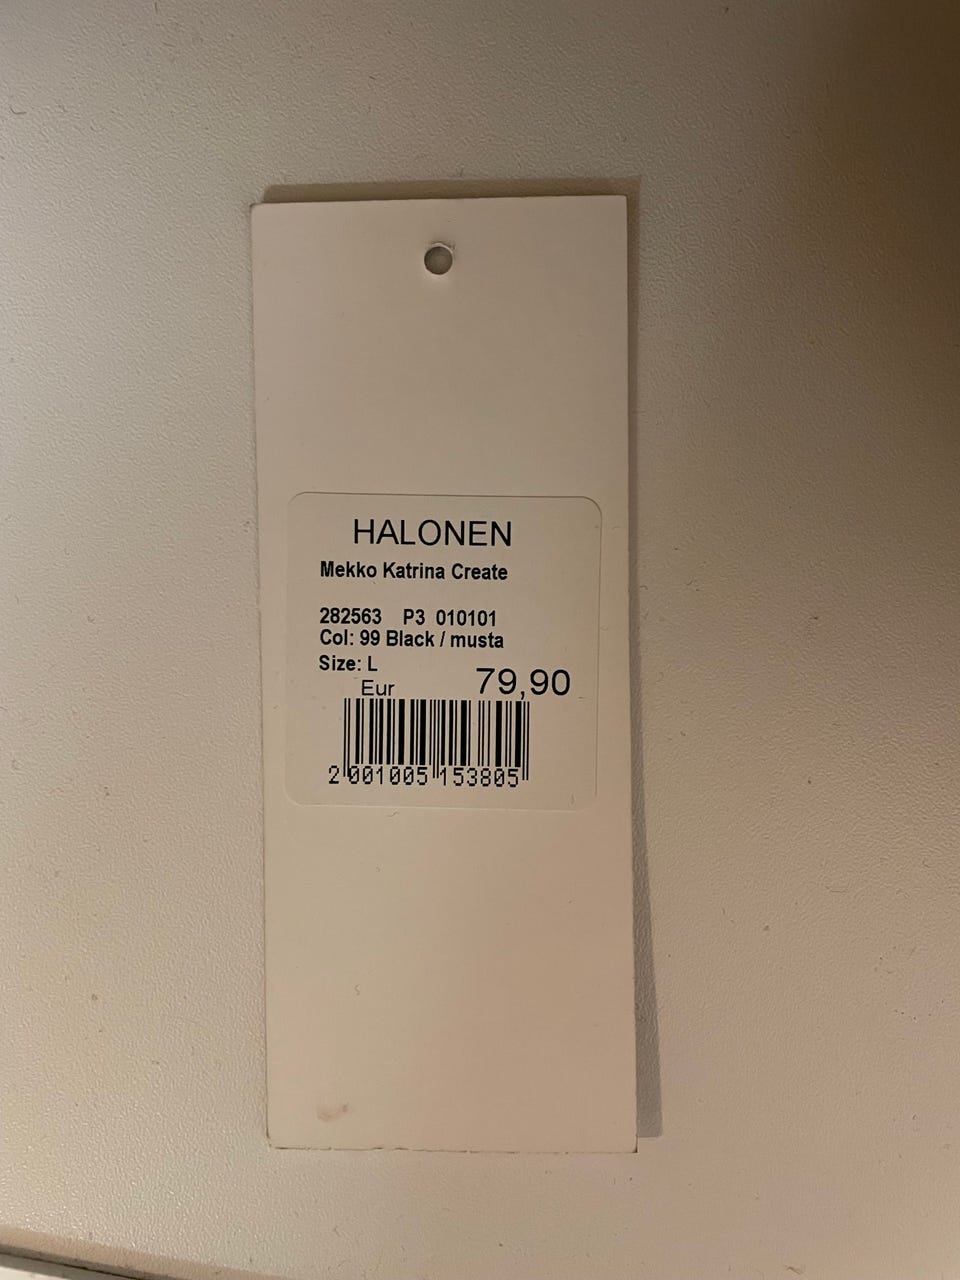 HALONEN
Mekko Katrina Create
282563 P3 010101
Col: 99 Black / musta
Size: L
Eur 79,90
2 001005 153805